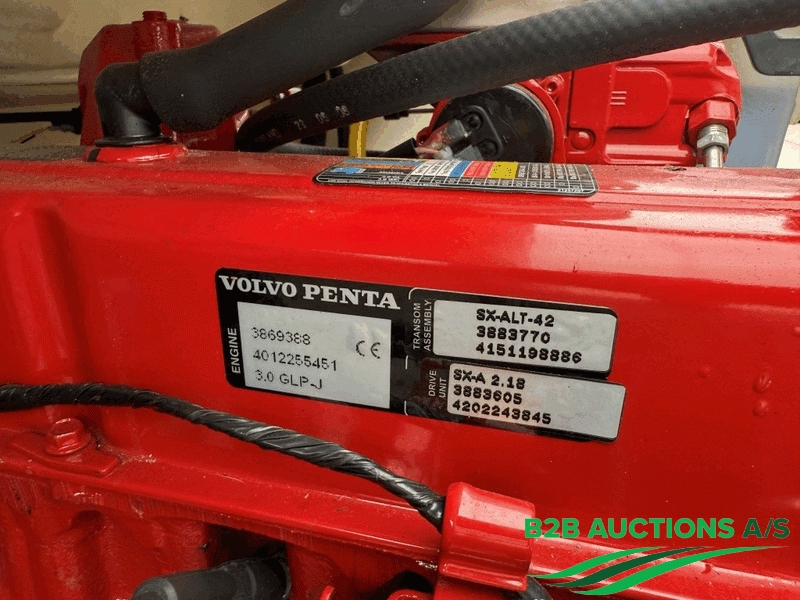 VOLVO PENTA
ENGINE
3869388
4012255451
3.0 GLP-J
CE
TRANSOM
ASSEMBLY
SX-ALT-42
3883770
4151198886
DRIVE
UNIT
SX-A 2.18
3883605
4202243845
B2B AUCTIONS A/S